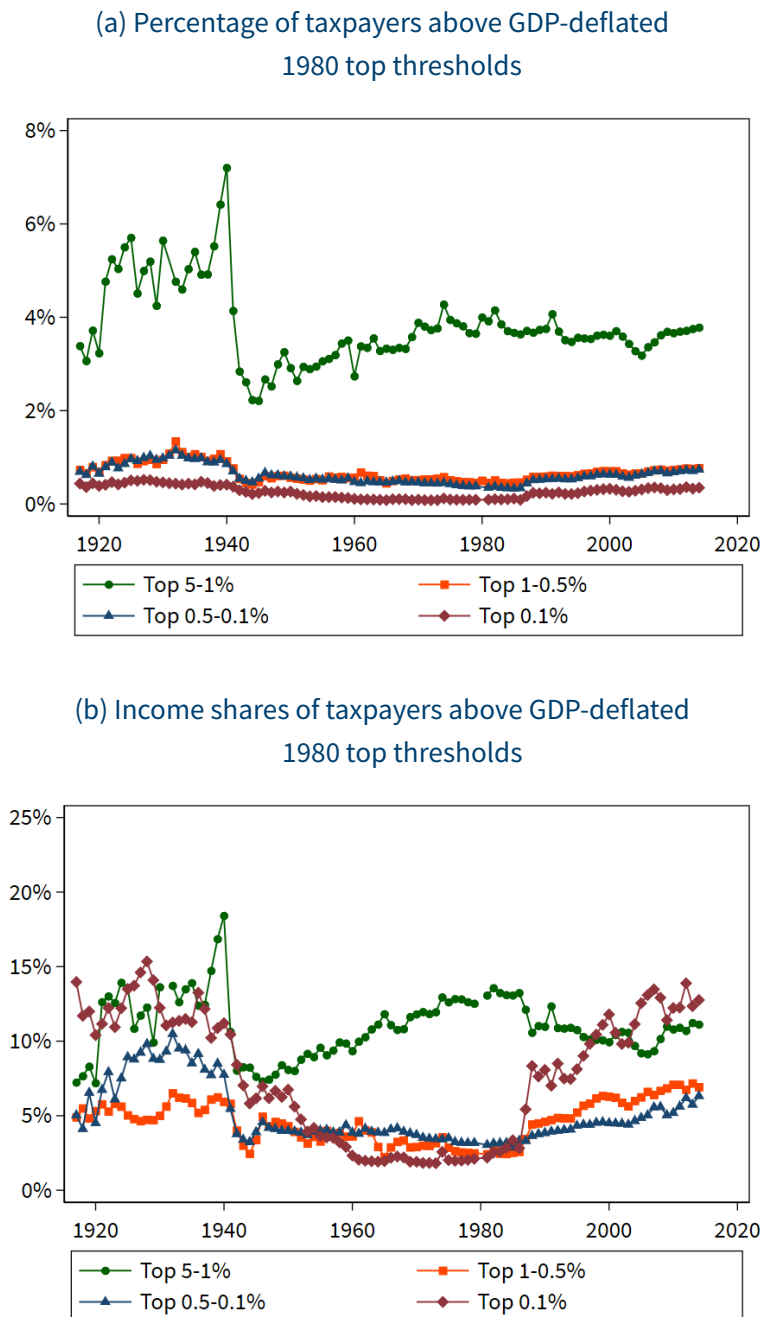 (a) Percentage of taxpayers above GDP-deflated
1980 top thresholds
8%
6%
4%
2%
0%
1920 1940 1960 1980 2000 2020
Top 5-1% Top 1-0.5%
Top 0.5-0.1% Top 0.1%
(b) Income shares of taxpayers above GDP-deflated
1980 top thresholds
25%
20%
15%
10%
5%
0%
1920 1940 1960 1980 2000 2020
Top 5-1% Top 1-0.5%
Top 0.5-0.1% Top 0.1%